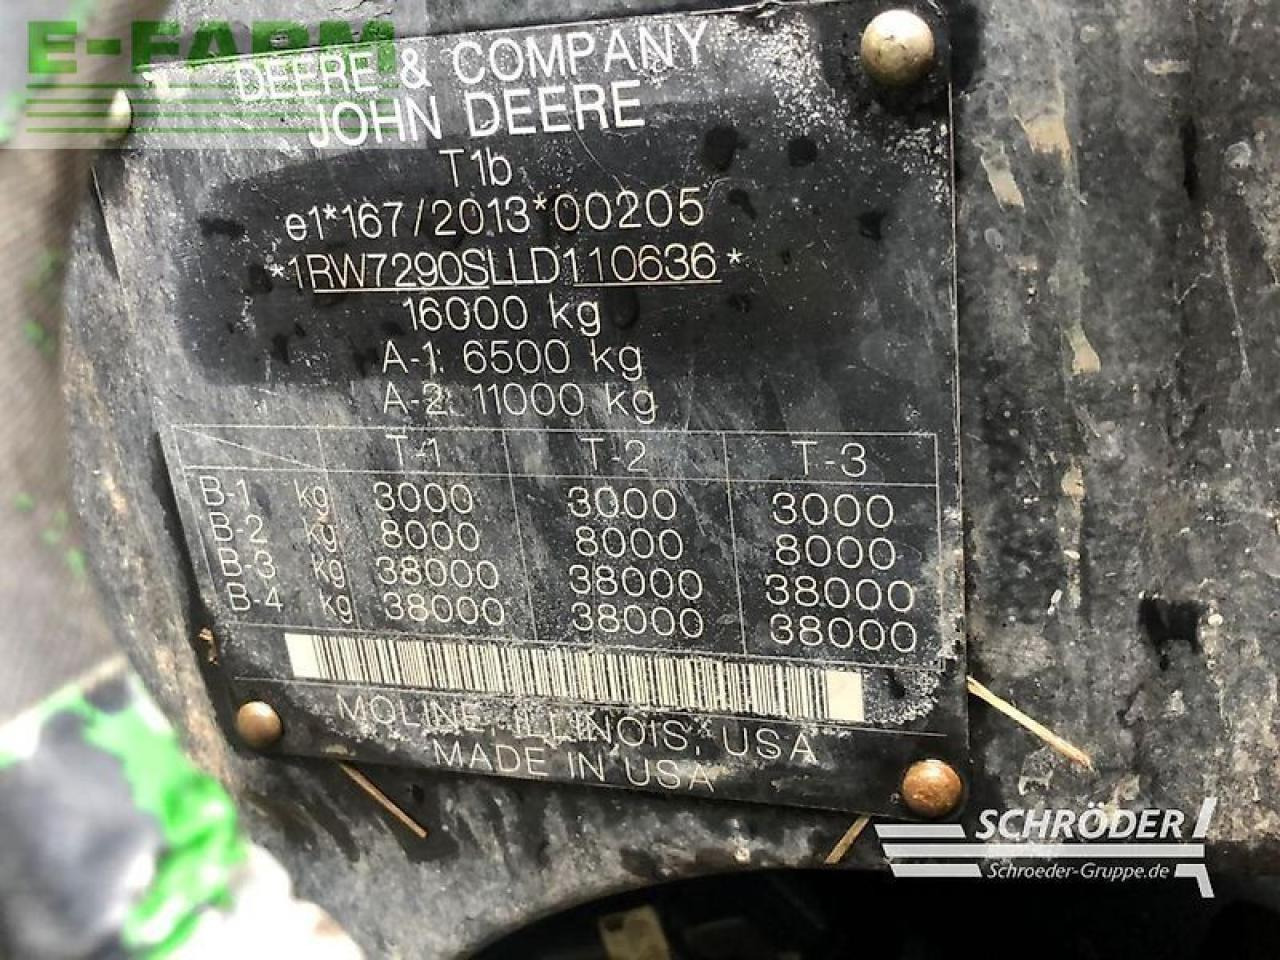 E-FARM
DEERE & COMPANY
JOHN DEERE
T1b
e1*167/2013*00205
*1RW7290SLLD110636*
16000 kg
A-1: 6500 kg
A-2: 11000 kg
T-1 T-2 T-3
B-1 kg 3000 3000 3000
B-2 kg 8000 8000 8000
B-3 kg 38000 38000 38000
B-4 kg 38000 38000 38000
MOLINE, ILLINOIS, USA
MADE IN USA
SCHRÖDER
Schroeder-Gruppe.de